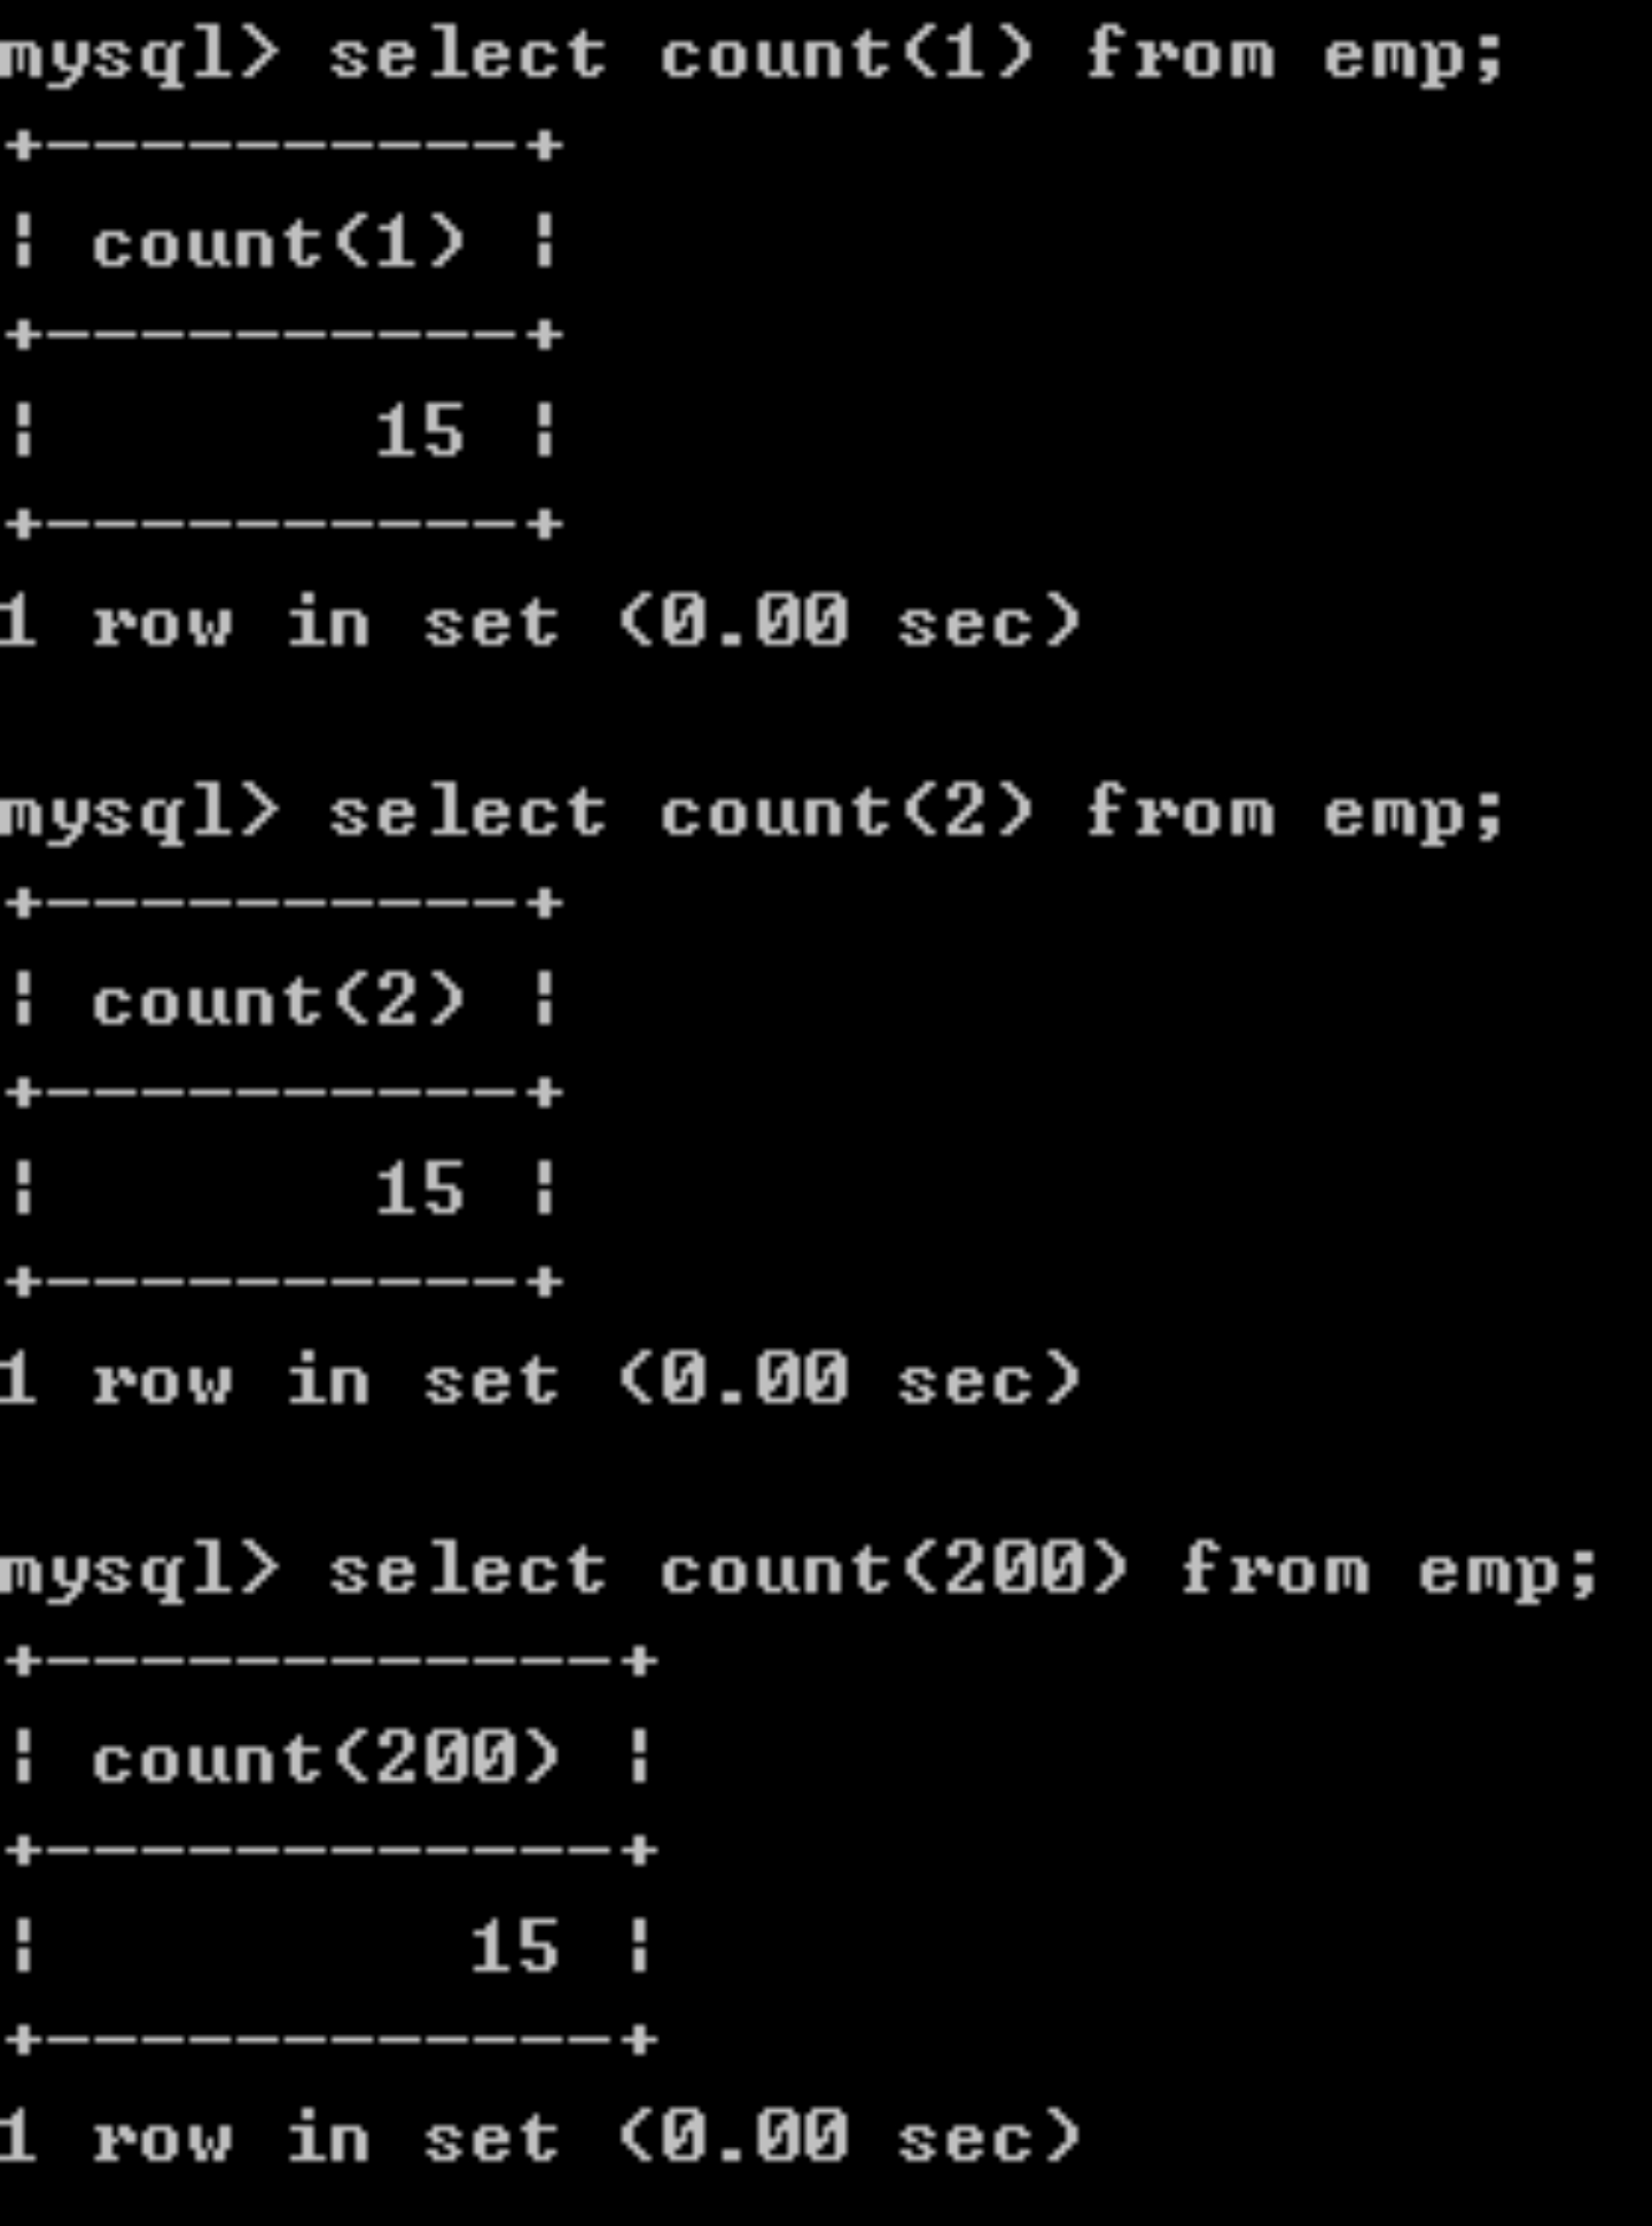 mysql> select count(1) from emp;
+-----------+
| count(1) |
+-----------+
|       15 |
+-----------+
1 row in set (0.00 sec)
mysql> select count(2) from emp;
+-----------+
| count(2) |
+-----------+
|       15 |
+-----------+
1 row in set (0.00 sec)
mysql> select count(200) from emp;
+-------------+
| count(200) |
+-------------+
|         15 |
+-------------+
1 row in set (0.00 sec)